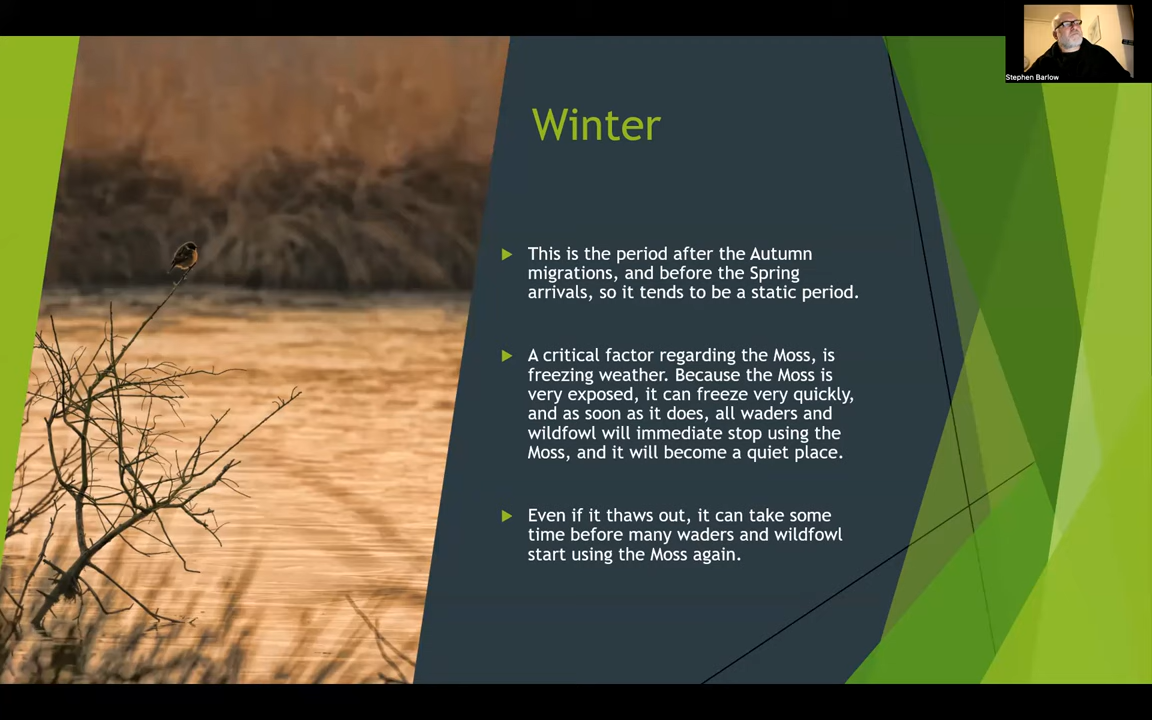 Stephen Barlow
Winter
This is the period after the Autumn
migrations, and before the Spring
arrivals, so it tends to be a static period.
A critical factor regarding the Moss, is
freezing weather. Because the Moss is
very exposed, it can freeze very quickly,
and as soon as it does, all waders and
wildfowl will immediate stop using the
Moss, and it will become a quiet place.
Even if it thaws out, it can take some
time before many waders and wildfowl
start using the Moss again.